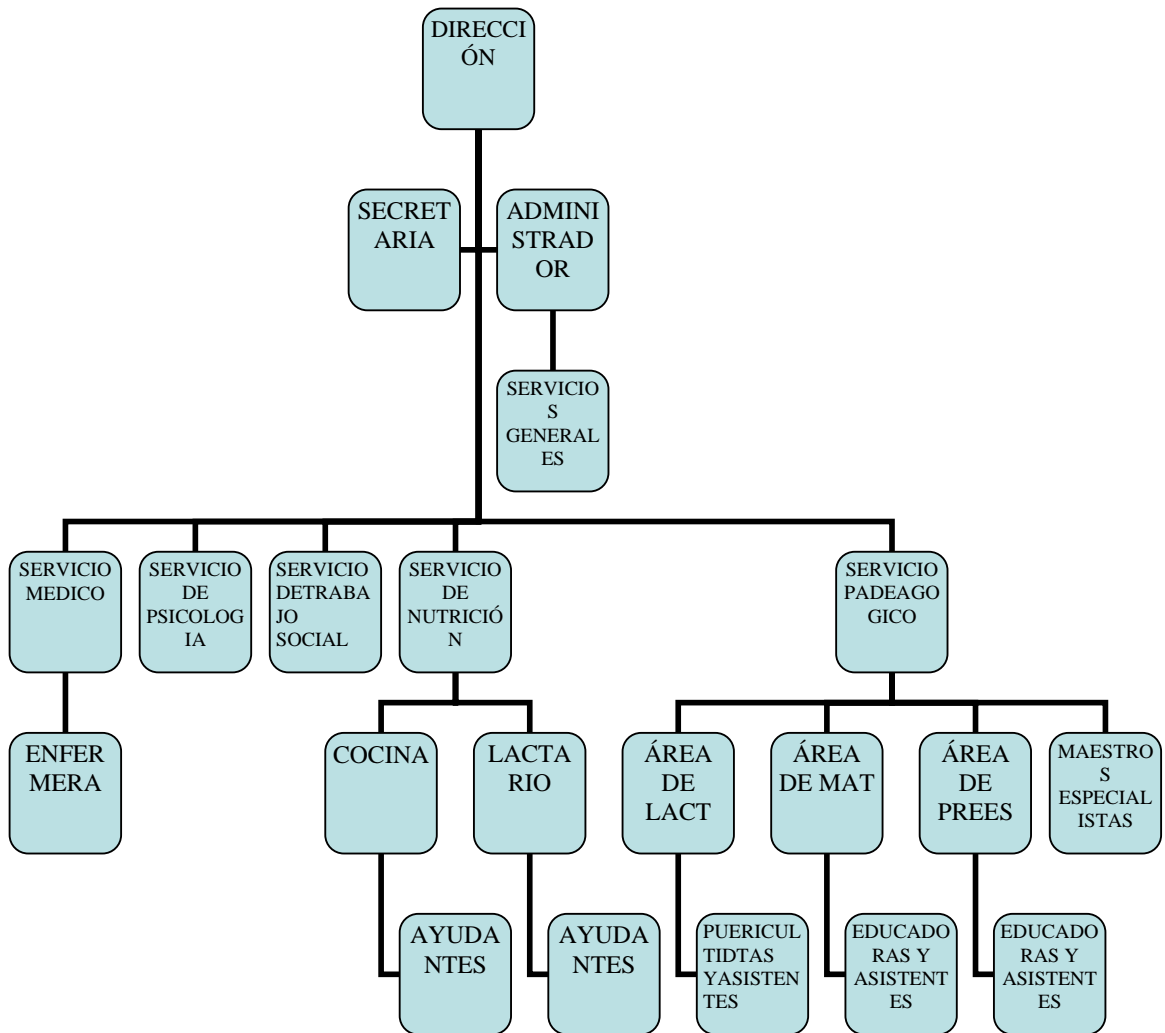 DIRECCI
ÓN
SECRET
ARIA
ADMINI
STRAD
OR
SERVICIO
S
GENERAL
ES
SERVICIO
MEDICO
SERVICIO
DE
PSICOLOG
IA
SERVICIO
DETRABA
JO
SOCIAL
SERVICIO
DE
NUTRICIÓ
N
SERVICIO
PADEAGO
GICO
ENFER
MERA
COCINA
LACTA
RIO
ÁREA
DE
LACT
ÁREA
DE MAT
ÁREA
DE
PREES
MAESTRO
S
ESPECIAL
ISTAS
AYUDA
NTES
AYUDA
NTES
PUERICUL
TIDTAS
YASISTEN
TES
EDUCADO
RAS Y
ASISTENT
ES
EDUCADO
RAS Y
ASISTENT
ES